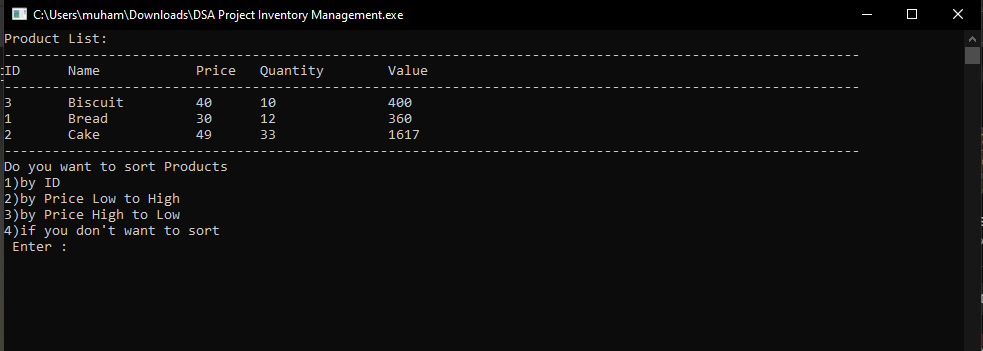 C:\Users\muham\Downloads\DSA Project Inventory Management.exe
Product List:
-----------------------------------------------------------------------------------------------------------
ID      Name            Price   Quantity        Value
-----------------------------------------------------------------------------------------------------------
3       Biscuit         40      10              400
1       Bread           30      12              360
2       Cake            49      33              1617
-----------------------------------------------------------------------------------------------------------
Do you want to sort Products
1)by ID
2)by Price Low to High
3)by Price High to Low
4)if you don't want to sort
 Enter :